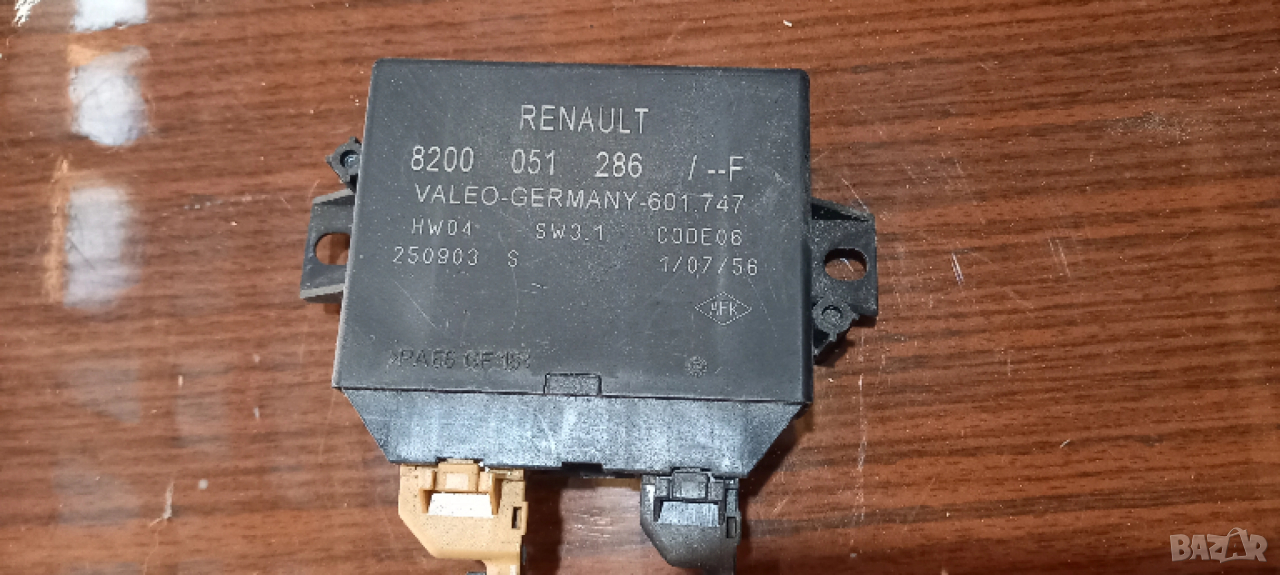 RENAULT
8200 051 286 /--F
VALEO-GERMANY-601.747
HW04 SW3.1 CODE06
250903 S 1/07/56
BAZAR